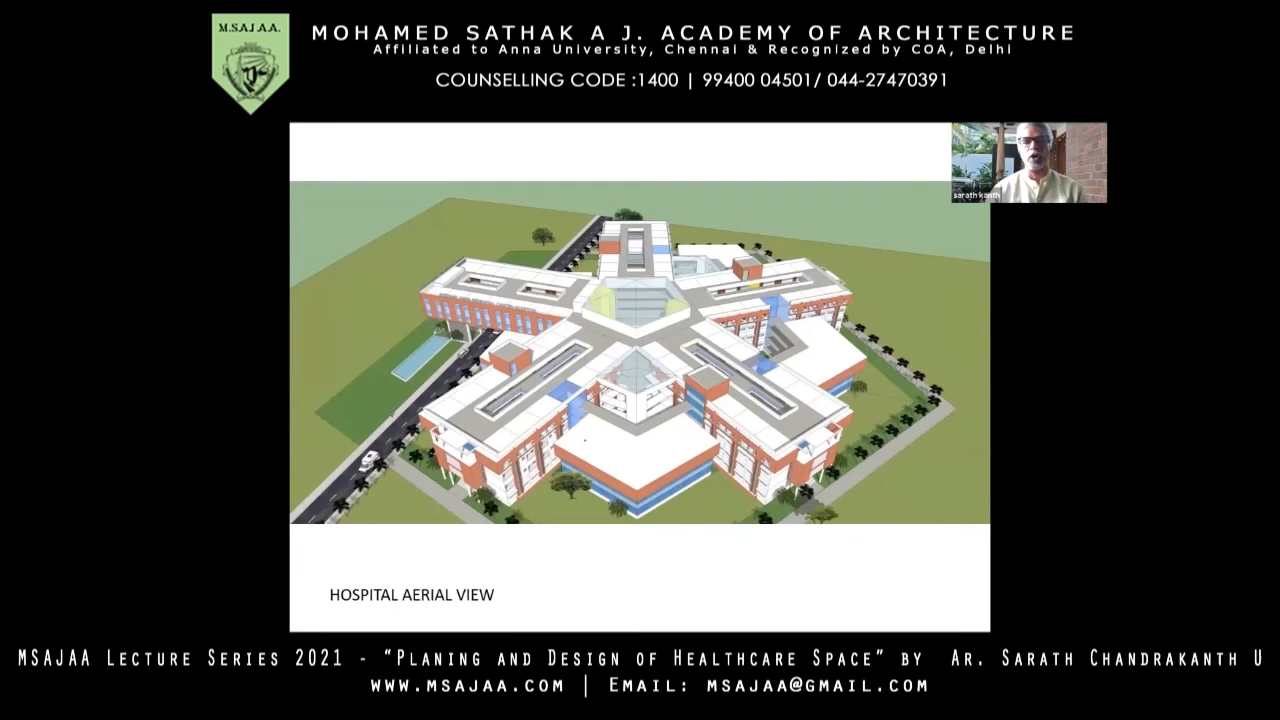 M.SAJAA.
MOHAMED SATHAK A J. ACADEMY OF ARCHITECTURE
Affiliated to Anna University, Chennai & Recognized by COA, Delhi
COUNSELLING CODE :1400 | 99400 04501/ 044-27470391
sarath kanth
HOSPITAL AERIAL VIEW
MSAJAA LECTURE SERIES 2021 - “PLANING AND DESIGN OF HEALTHCARE SPACE” BY AR. SARATH CHANDRAKANTH U
WWW.MSAJAA.COM | EMAIL: MSAJAA@GMAIL.COM